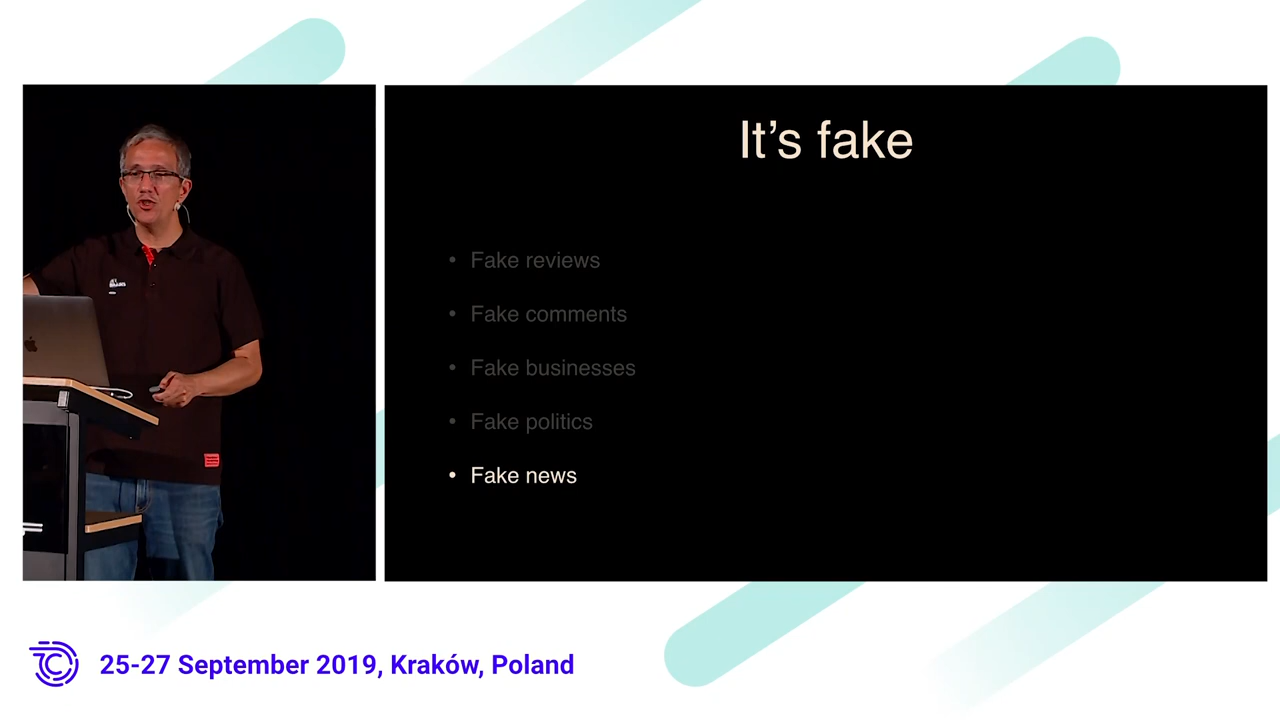 It’s fake
• Fake reviews
• Fake comments
• Fake businesses
• Fake politics
• Fake news
25-27 September 2019, Kraków, Poland